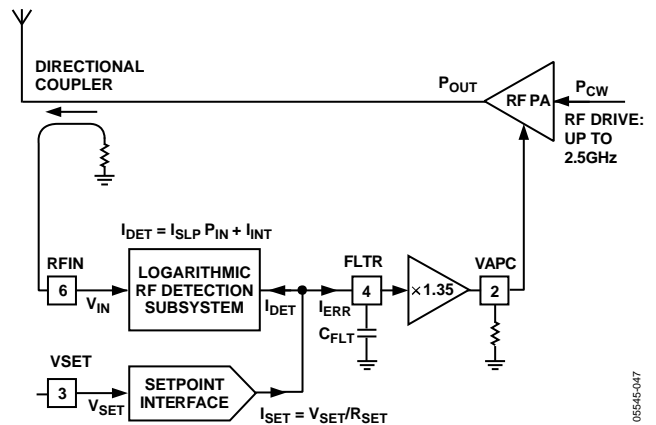 DIRECTIONAL
COUPLER
P_OUT
RF PA
P_CW
RF DRIVE:
UP TO
2.5GHz
I_DET = I_SLP P_IN + I_INT
RFIN
6
V_IN
LOGARITHMIC
RF DETECTION
SUBSYSTEM
I_DET
I_ERR
FLTR
4
C_FLT
×1.35
VAPC
2
VSET
3
V_SET
SETPOINT
INTERFACE
I_SET = V_SET/R_SET
05545-047